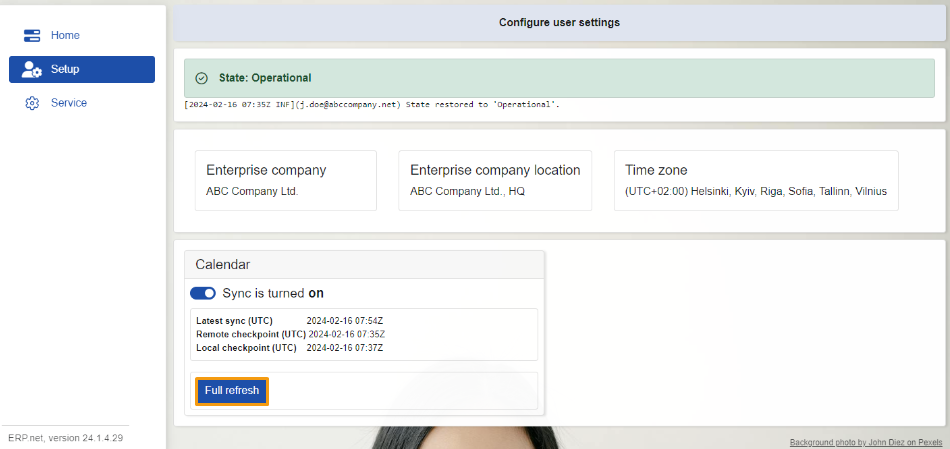 Configure user settings
Home
Setup
Service
State: Operational
[2024-02-16 07:35Z INF](j.doe@abccompany.net) State restored to 'Operational'.
Enterprise company
ABC Company Ltd.
Enterprise company location
ABC Company Ltd., HQ
Time zone
(UTC+02:00) Helsinki, Kyiv, Riga, Sofia, Tallinn, Vilnius
Calendar
Sync is turned on
Latest sync (UTC) 2024-02-16 07:54Z
Remote checkpoint (UTC) 2024-02-16 07:35Z
Local checkpoint (UTC) 2024-02-16 07:37Z
Full refresh
ERP.net, version 24.1.4.29
Background photo by John Diez on Pexels